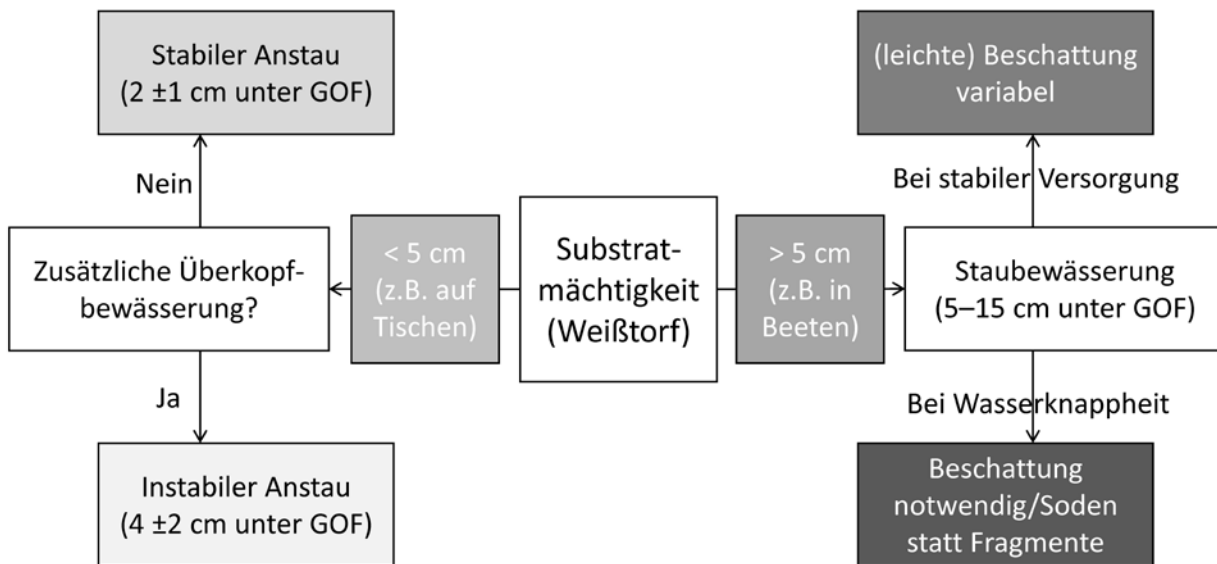 Stabiler Anstau
(2 ±1 cm unter GOF)
(leichte) Beschattung
variabel
Nein
Bei stabiler Versorgung
Zusätzliche Überkopf-
bewässerung?
< 5 cm
(z.B. auf
Tischen)
Substrat-
mächtigkeit
(Weißtorf)
> 5 cm
(z.B. in
Beeten)
Staubewässerung
(5–15 cm unter GOF)
Ja
Bei Wasserknappheit
Instabiler Anstau
(4 ±2 cm unter GOF)
Beschattung
notwendig/Soden
statt Fragmente